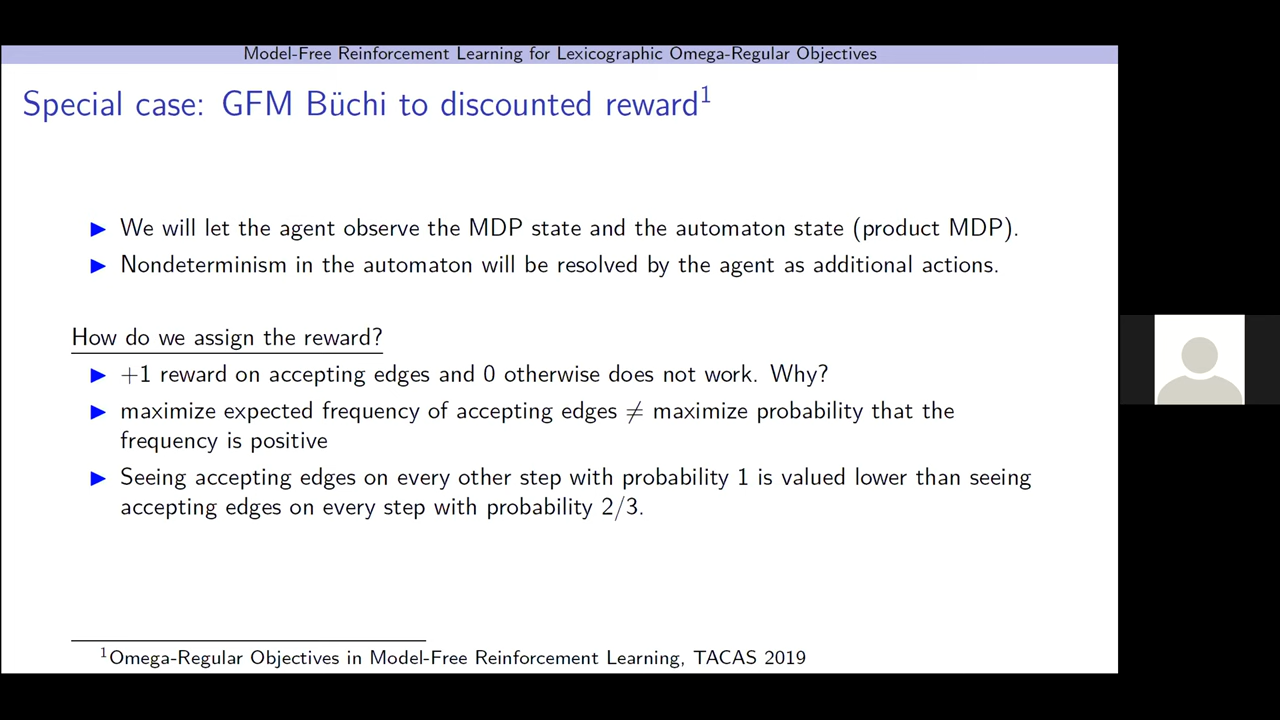 Model-Free Reinforcement Learning for Lexicographic Omega-Regular Objectives
Special case: GFM Büchi to discounted reward¹
▶ We will let the agent observe the MDP state and the automaton state (product MDP).
▶ Nondeterminism in the automaton will be resolved by the agent as additional actions.
How do we assign the reward?
▶ +1 reward on accepting edges and 0 otherwise does not work. Why?
▶ maximize expected frequency of accepting edges ≠ maximize probability that the
frequency is positive
▶ Seeing accepting edges on every other step with probability 1 is valued lower than seeing
accepting edges on every step with probability 2/3.
¹Omega-Regular Objectives in Model-Free Reinforcement Learning, TACAS 2019